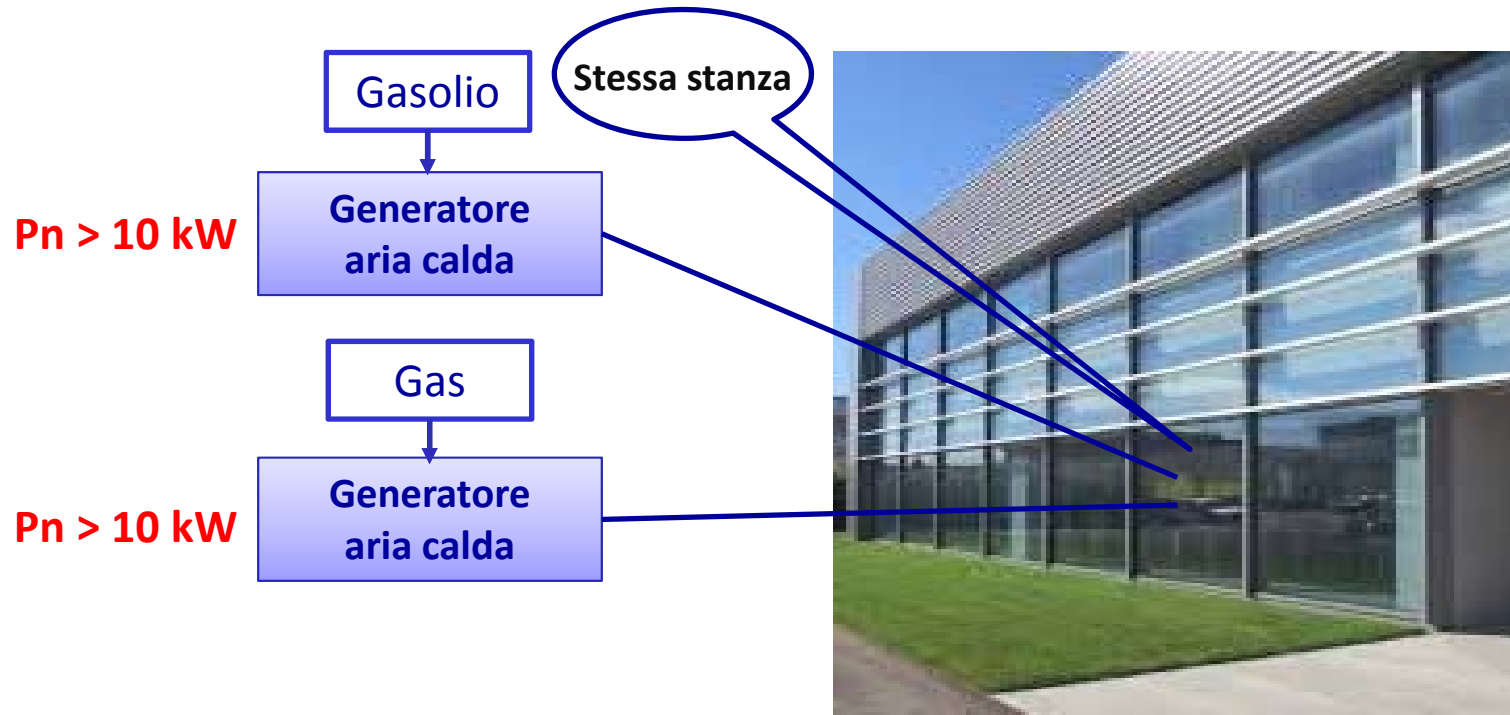 Gasolio
Stessa stanza
Pn > 10 kW
Generatore
aria calda
Gas
Pn > 10 kW
Generatore
aria calda